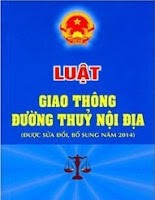 LUẬT
GIAO THÔNG
ĐƯỜNG THUỶ NỘI ĐỊA
(ĐƯỢC SỬA ĐỔI, BỔ SUNG NĂM 2014)